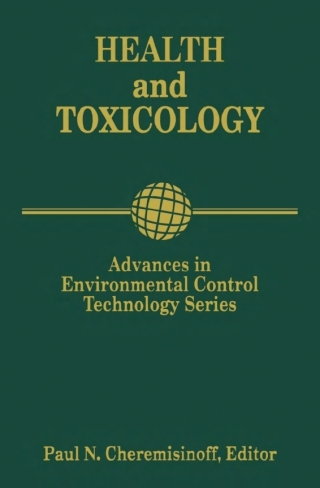 HEALTH
and
TOXICOLOGY
Advances in
Environmental Control
Technology Series
Paul N. Cheremisinoff, Editor